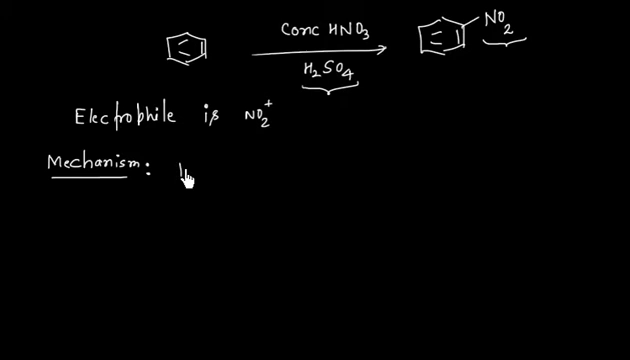 Conc HNO3
NO2
H2SO4
Electrophile is NO2+
Mechanism: